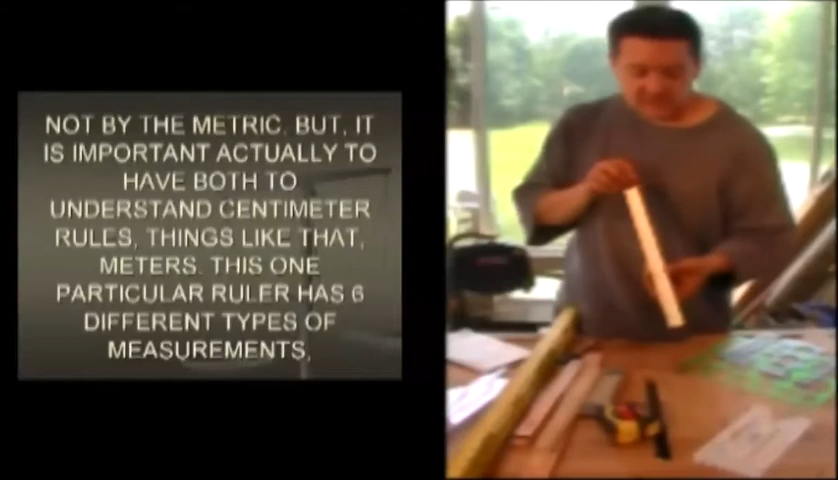 NOT BY THE METRIC. BUT, IT
IS IMPORTANT ACTUALLY TO
HAVE BOTH TO
UNDERSTAND CENTIMETER
RULES, THINGS LIKE THAT,
METERS. THIS ONE
PARTICULAR RULER HAS 6
DIFFERENT TYPES OF
MEASUREMENTS,